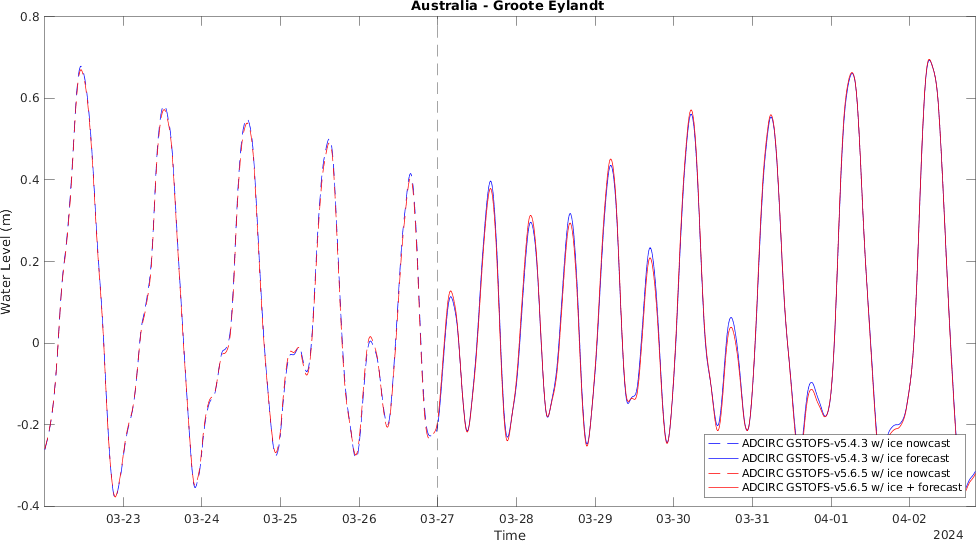 Australia - Groote Eylandt
0.8
0.6
0.4
0.2
0
-0.2
-0.4
Water Level (m)
ADCIRC GSTOFS-v5.4.3 w/ ice nowcast
ADCIRC GSTOFS-v5.4.3 w/ ice forecast
ADCIRC GSTOFS-v5.6.5 w/ ice nowcast
ADCIRC GSTOFS-v5.6.5 w/ ice + forecast
03-23 03-24 03-25 03-26 03-27 03-28 03-29 03-30 03-31 04-01 04-02
Time
2024